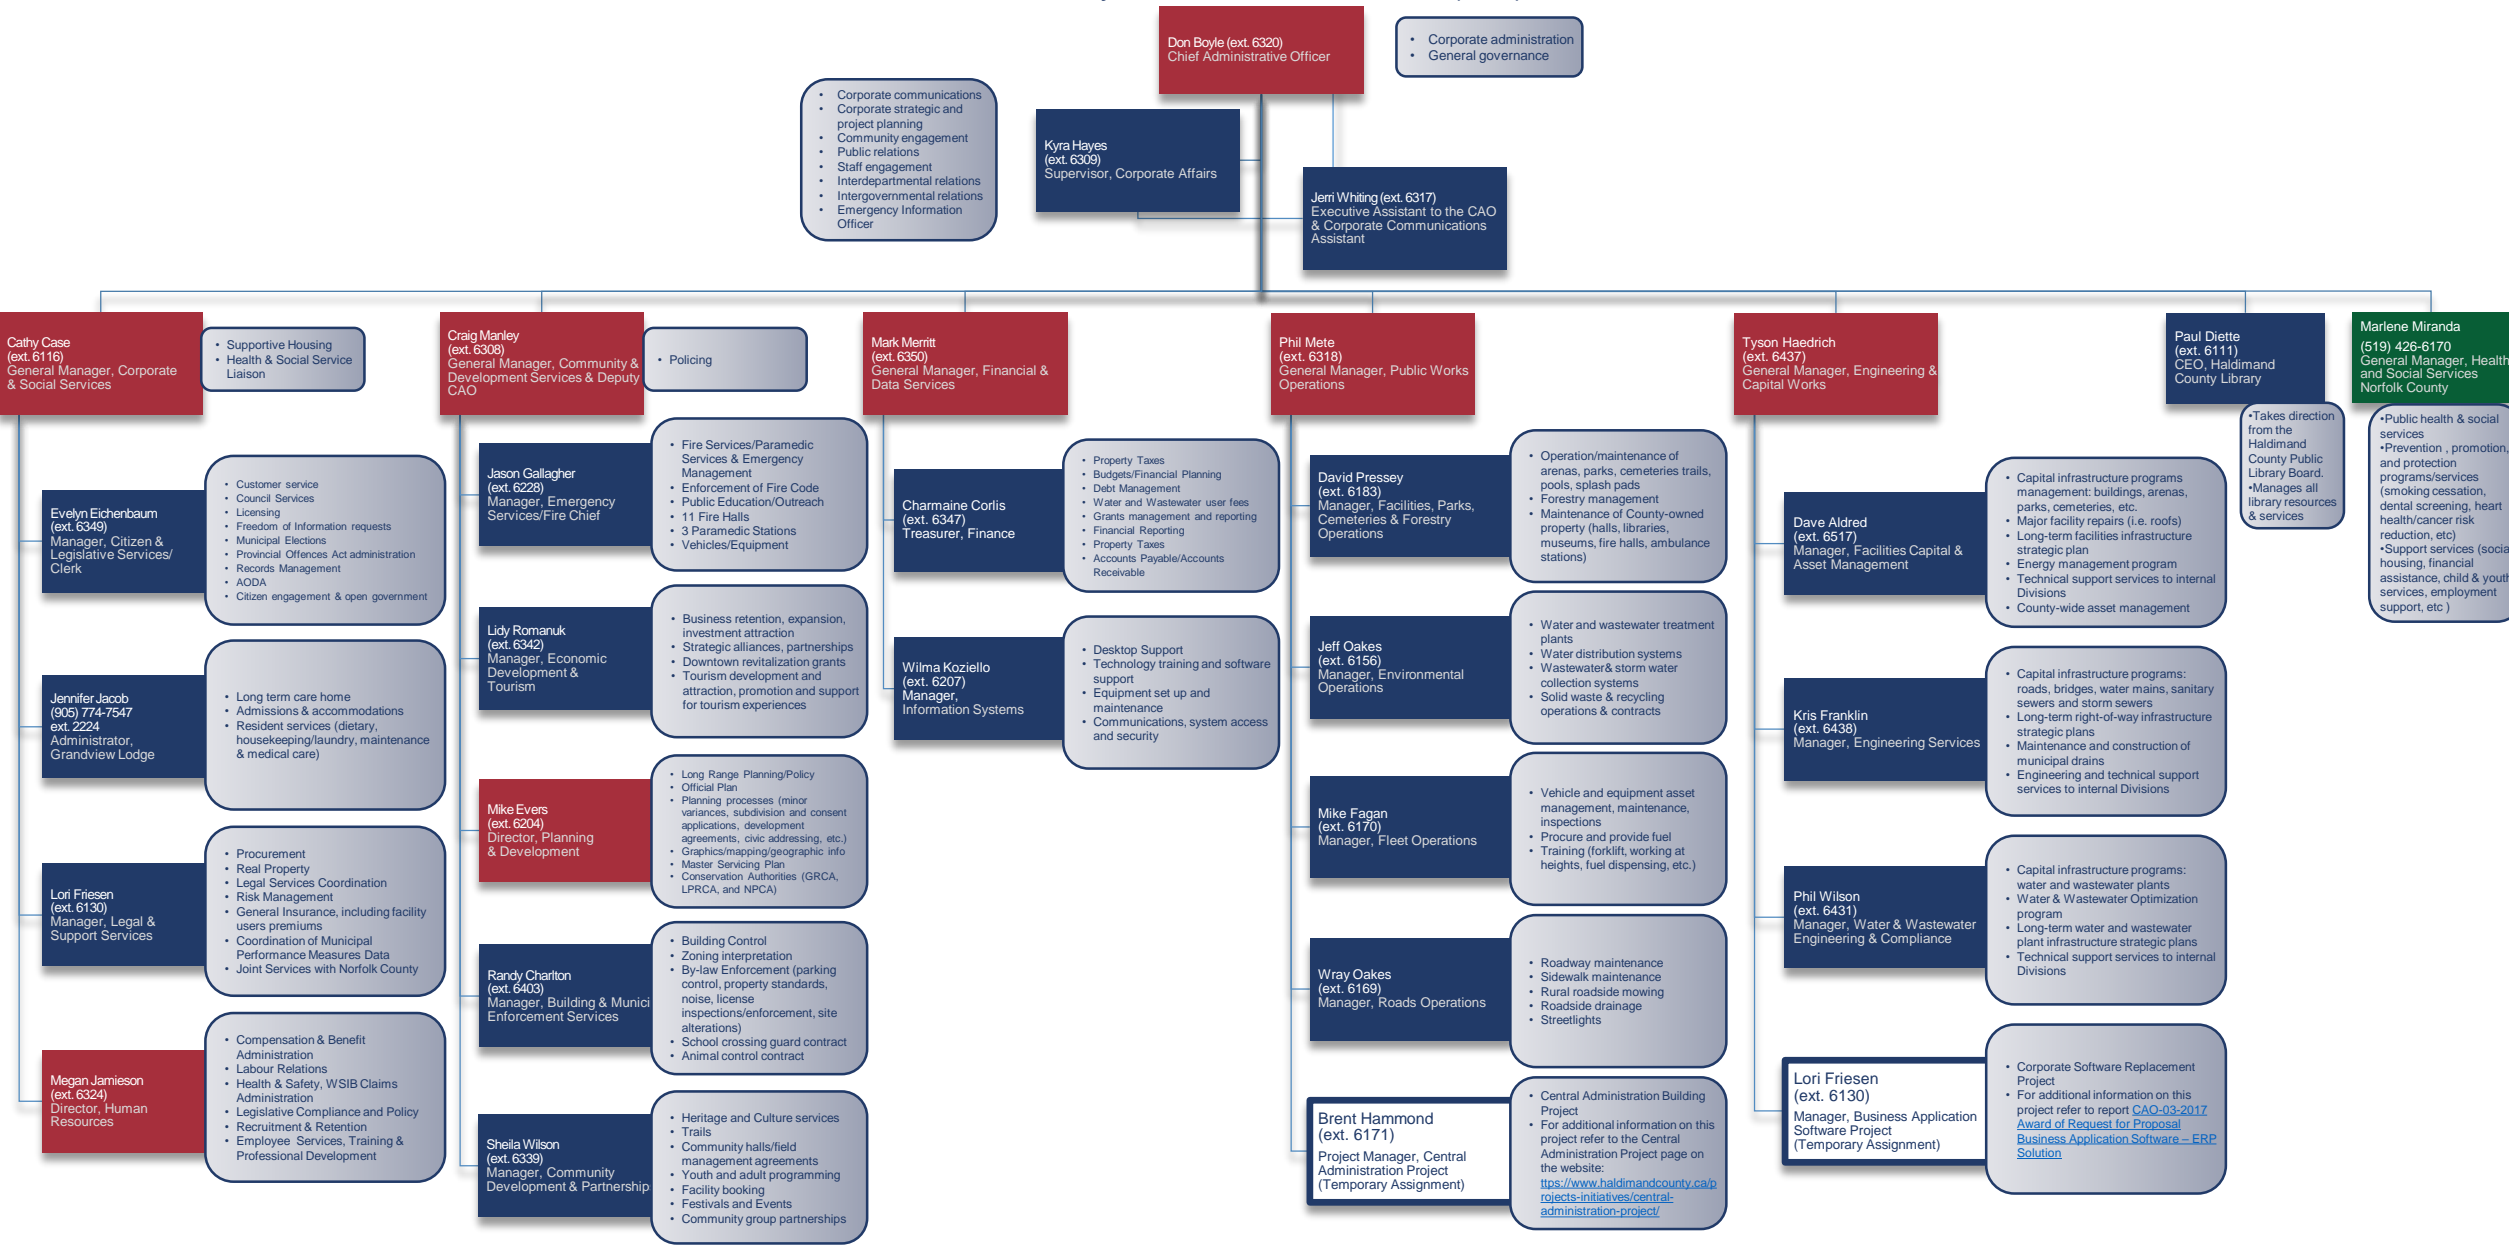 Don Boyle (ext. 6320)
Chief Administrative Officer
• Corporate administration
• General governance
• Corporate communications
• Corporate strategic and
project planning
• Community engagement
• Public relations
• Staff engagement
• Interdepartmental relations
• Intergovernmental relations
• Emergency Information
Officer
Kyra Hayes
(ext. 6309)
Supervisor, Corporate Affairs
Jerri Whiting (ext. 6317)
Executive Assistant to the CAO
& Corporate Communications
Assistant
Cathy Case
(ext. 6116)
General Manager, Corporate
& Social Services
• Supportive Housing
• Health & Social Service
Liaison
Evelyn Eichenbaum
(ext. 6349)
Manager, Citizen &
Legislative Services/
Clerk
• Customer service
• Council Services
• Licensing
• Freedom of Information requests
• Municipal Elections
• Provincial Offences Act administration
• Records Management
• AODA
• Citizen engagement & open government
Jennifer Jacob
(905) 774-7547
ext. 2224
Administrator,
Grandview Lodge
• Long term care home
• Admissions & accommodations
• Resident services (dietary,
housekeeping/laundry, maintenance
& medical care)
Lori Friesen
(ext. 6130)
Manager, Legal &
Support Services
• Procurement
• Real Property
• Legal Services Coordination
• Risk Management
• General Insurance, including facility
users premiums
• Coordination of Municipal
Performance Measures Data
• Joint Services with Norfolk County
Megan Jamieson
(ext. 6324)
Director, Human
Resources
• Compensation & Benefit
Administration
• Labour Relations
• Health & Safety, WSIB Claims
Administration
• Legislative Compliance and Policy
• Recruitment & Retention
• Employee Services, Training &
Professional Development
Craig Manley
(ext. 6308)
General Manager, Community &
Development Services & Deputy
CAO
• Policing
Jason Gallagher
(ext. 6228)
Manager, Emergency
Services/Fire Chief
• Fire Services/Paramedic
Services & Emergency
Management
• Enforcement of Fire Code
• Public Education/Outreach
• 11 Fire Halls
• 3 Paramedic Stations
• Vehicles/Equipment
Lidy Romanuk
(ext. 6342)
Manager, Economic
Development &
Tourism
• Business retention, expansion,
investment attraction
• Strategic alliances, partnerships
• Downtown revitalization grants
• Tourism development and
attraction, promotion and support
for tourism experiences
Mike Evers
(ext. 6204)
Director, Planning
& Development
• Long Range Planning/Policy
• Official Plan
• Planning processes (minor
variances, subdivision and consent
applications, development
agreements, civic addressing, etc.)
• Graphics/mapping/geographic info
• Master Servicing Plan
• Conservation Authorities (GRCA,
LPRCA, and NPCA)
Randy Charlton
(ext. 6403)
Manager, Building & Munici
Enforcement Services
• Building Control
• Zoning interpretation
• By-law Enforcement (parking
control, property standards,
noise, license
inspections/enforcement, site
alterations)
• School crossing guard contract
• Animal control contract
Sheila Wilson
(ext. 6339)
Manager, Community
Development & Partnership
• Heritage and Culture services
• Trails
• Community halls/field
management agreements
• Youth and adult programming
• Facility booking
• Festivals and Events
• Community group partnerships
Mark Merritt
(ext. 6350)
General Manager, Financial &
Data Services
Charmaine Corlis
(ext. 6347)
Treasurer, Finance
• Property Taxes
• Budgets/Financial Planning
• Debt Management
• Water and Wastewater user fees
• Grants management and reporting
• Financial Reporting
• Property Taxes
• Accounts Payable/Accounts
Receivable
Wilma Koziello
(ext. 6207)
Manager,
Information Systems
• Desktop Support
• Technology training and software
support
• Equipment set up and
maintenance
• Communications, system access
and security
Phil Mete
(ext. 6318)
General Manager, Public Works
Operations
David Pressey
(ext. 6183)
Manager, Facilities, Parks,
Cemeteries & Forestry
Operations
• Operation/maintenance of
arenas, parks, cemeteries trails,
pools, splash pads
• Forestry management
• Maintenance of County-owned
property (halls, libraries,
museums, fire halls, ambulance
stations)
Jeff Oakes
(ext. 6156)
Manager, Environmental
Operations
• Water and wastewater treatment
plants
• Water distribution systems
• Wastewater& storm water
collection systems
• Solid waste & recycling
operations & contracts
Mike Fagan
(ext. 6170)
Manager, Fleet Operations
• Vehicle and equipment asset
management, maintenance,
inspections
• Procure and provide fuel
• Training (forklift, working at
heights, fuel dispensing, etc.)
Wray Oakes
(ext. 6169)
Manager, Roads Operations
• Roadway maintenance
• Sidewalk maintenance
• Rural roadside mowing
• Roadside drainage
• Streetlights
Brent Hammond
(ext. 6171)
Project Manager, Central
Administration Project
(Temporary Assignment)
• Central Administration Building
Project
• For additional information on this
project refer to the Central
Administration Project page on
the website:
ttps://www.haldimandcounty.ca/p
rojects-initiatives/central-
administration-project/
Tyson Haedrich
(ext. 6437)
General Manager, Engineering &
Capital Works
Dave Aldred
(ext. 6517)
Manager, Facilities Capital &
Asset Management
• Capital infrastructure programs
management: buildings, arenas,
parks, cemeteries, etc.
• Major facility repairs (i.e. roofs)
• Long-term facilities infrastructure
strategic plan
• Energy management program
• Technical support services to internal
Divisions
• County-wide asset management
Kris Franklin
(ext. 6438)
Manager, Engineering Services
• Capital infrastructure programs:
roads, bridges, water mains, sanitary
sewers and storm sewers
• Long-term right-of-way infrastructure
strategic plans
• Maintenance and construction of
municipal drains
• Engineering and technical support
services to internal Divisions
Phil Wilson
(ext. 6431)
Manager, Water & Wastewater
Engineering & Compliance
• Capital infrastructure programs:
water and wastewater plants
• Water & Wastewater Optimization
program
• Long-term water and wastewater
plant infrastructure strategic plans
• Technical support services to internal
Divisions
Lori Friesen
(ext. 6130)
Manager, Business Application
Software Project
(Temporary Assignment)
• Corporate Software Replacement
Project
• For additional information on this
project refer to report CAO-03-2017
Award of Request for Proposal
Business Application Software – ERP
Solution
Paul Diette
(ext. 6111)
CEO, Haldimand
County Library
•Takes direction
from the
Haldimand
County Public
Library Board.
•Manages all
library resources
& services
Marlene Miranda
(519) 426-6170
General Manager, Health
and Social Services
Norfolk County
•Public health & social
services
•Prevention , promotion,
and protection
programs/services
(smoking cessation,
dental screening, heart
health/cancer risk
reduction, etc)
•Support services (social
housing, financial
assistance, child & youth
services, employment
support, etc )